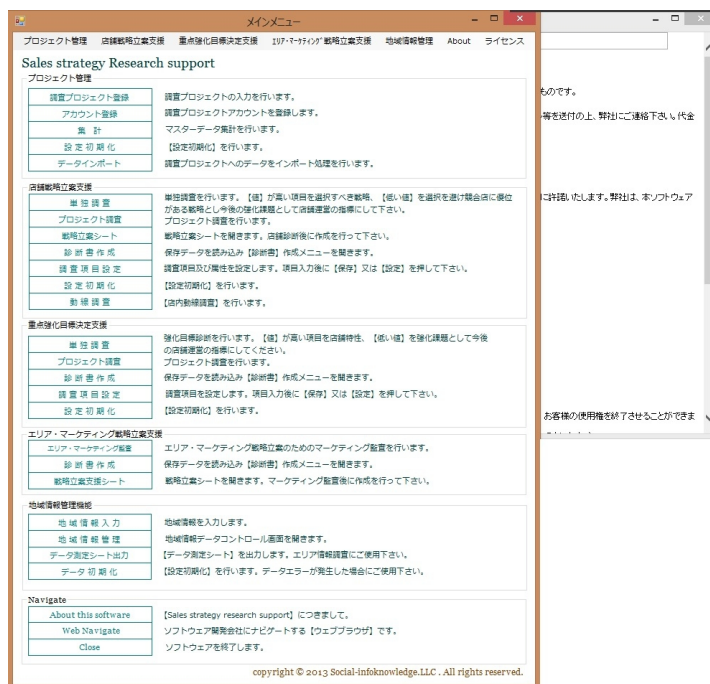 メインメニュー
プロジェクト管理 店舗戦略立案支援 重点強化目標決定支援 ｴﾘｱ･ﾏｰｹﾃｨﾝｸﾞ戦略立案支援 地域情報管理 About ライセンス
Sales strategy Research support
プロジェクト管理
調査プロジェクト登録 調査プロジェクトの入力を行います。
アカウント登録 調査プロジェクトアカウントを登録します。
集 計 マスターデータ集計を行います。
設 定 初 期 化 【設定初期化】を行います。
データインポート 調査プロジェクトへのデータをインポート処理を行います。
店舗戦略立案支援
単 独 調 査 単独調査を行います。【値】が高い項目を選択すべき戦略、【低い値】を選択を避け競合店に優位
がある戦略とし今後の強化課題として店舗運営の指標にして下さい。
プロジェクト調査 プロジェクト調査を行います。
戦略立案シート 戦略立案シートを開きます。店舗診断後に作成を行って下さい。
診 断 書 作 成 保存データを読み込み【診断書】作成メニューを開きます。
調 査 項 目 設 定 調査項目及び属性を設定します。項目入力後に【保存】又は【設定】を押して下さい。
設 定 初 期 化 【設定初期化】を行います。
動 線 調 査 【店内動線調査】を行います。
重点強化目標決定支援
単 独 調 査 強化目標診断を行います。【値】が高い項目を店舗特性、【低い値】を強化課題として今後
の店舗運営の指標にしてください。
プロジェクト調査 プロジェクト調査を行います。
診 断 書 作 成 保存データを読み込み【診断書】作成メニューを開きます。
調 査 項 目 設 定 調査項目を設定します。項目入力後に【保存】又は【設定】を押して下さい。
設 定 初 期 化 【設定初期化】を行います。
エリア・マーケティング戦略立案支援
エリア・マーケティング監査 エリア・マーケティング戦略立案のためのマーケティング監査を行います。
診 断 書 作 成 保存データを読み込み【診断書】作成メニューを開きます。
戦略立案支援シート 戦略立案シートを開きます。マーケティング監査後に作成を行って下さい。
地域情報管理機能
地 域 情 報 入 力 地域情報を入力します。
地 域 情 報 管 理 地域情報データコントロール画面を開きます。
データ測定シート出力 【データ測定シート】を出力します。エリア情報調査にご使用下さい。
データ 初 期 化 【設定初期化】を行います。データエラーが発生した場合にご使用下さい。
Navigate
About this software 【Sales strategy research support】につきまして。
Web Navigate ソフトウェア開発会社にナビゲートする【ウェブブラウザ】です。
Close ソフトウェアを終了します。
copyright © 2013 Social-infoknowledge.LLC . All rights reserved.
ものです。
等を送付の上、弊社にご連絡下さい。代金
に許諾いたします。弊社は、本ソフトウェア
お客様の使用権を終了させることができま